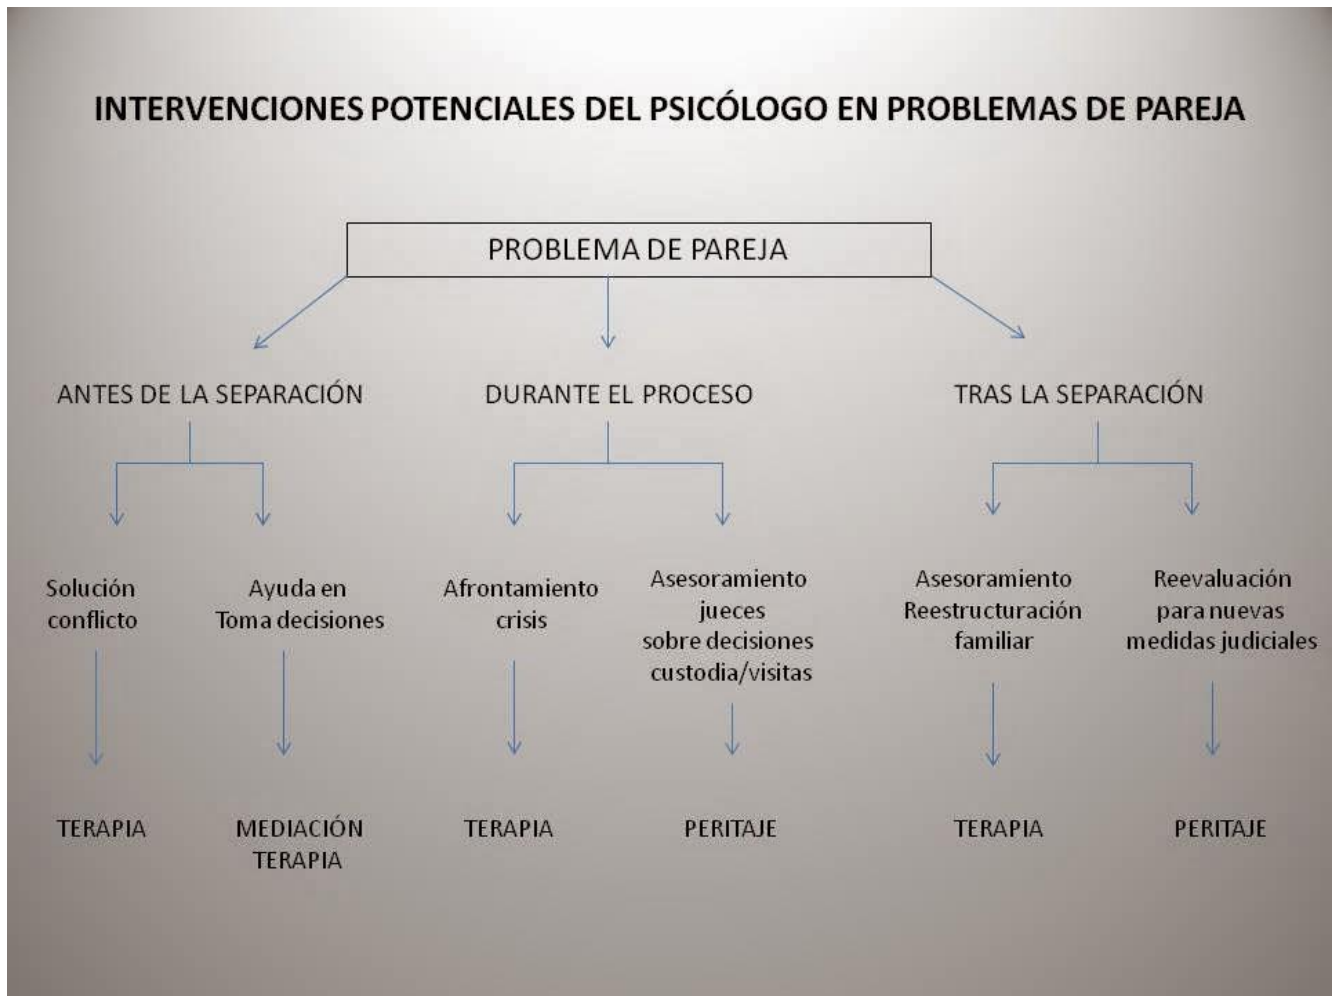 INTERVENCIONES POTENCIALES DEL PSICÓLOGO EN PROBLEMAS DE PAREJA
PROBLEMA DE PAREJA
ANTES DE LA SEPARACIÓN
DURANTE EL PROCESO
TRAS LA SEPARACIÓN
Solución
conflicto
Ayuda en
Toma decisiones
Afrontamiento
crisis
Asesoramiento
jueces
sobre decisiones
custodia/visitas
Asesoramiento
Reestructuración
familiar
Reevaluación
para nuevas
medidas judiciales
TERAPIA
MEDIACIÓN
TERAPIA
TERAPIA
PERITAJE
TERAPIA
PERITAJE